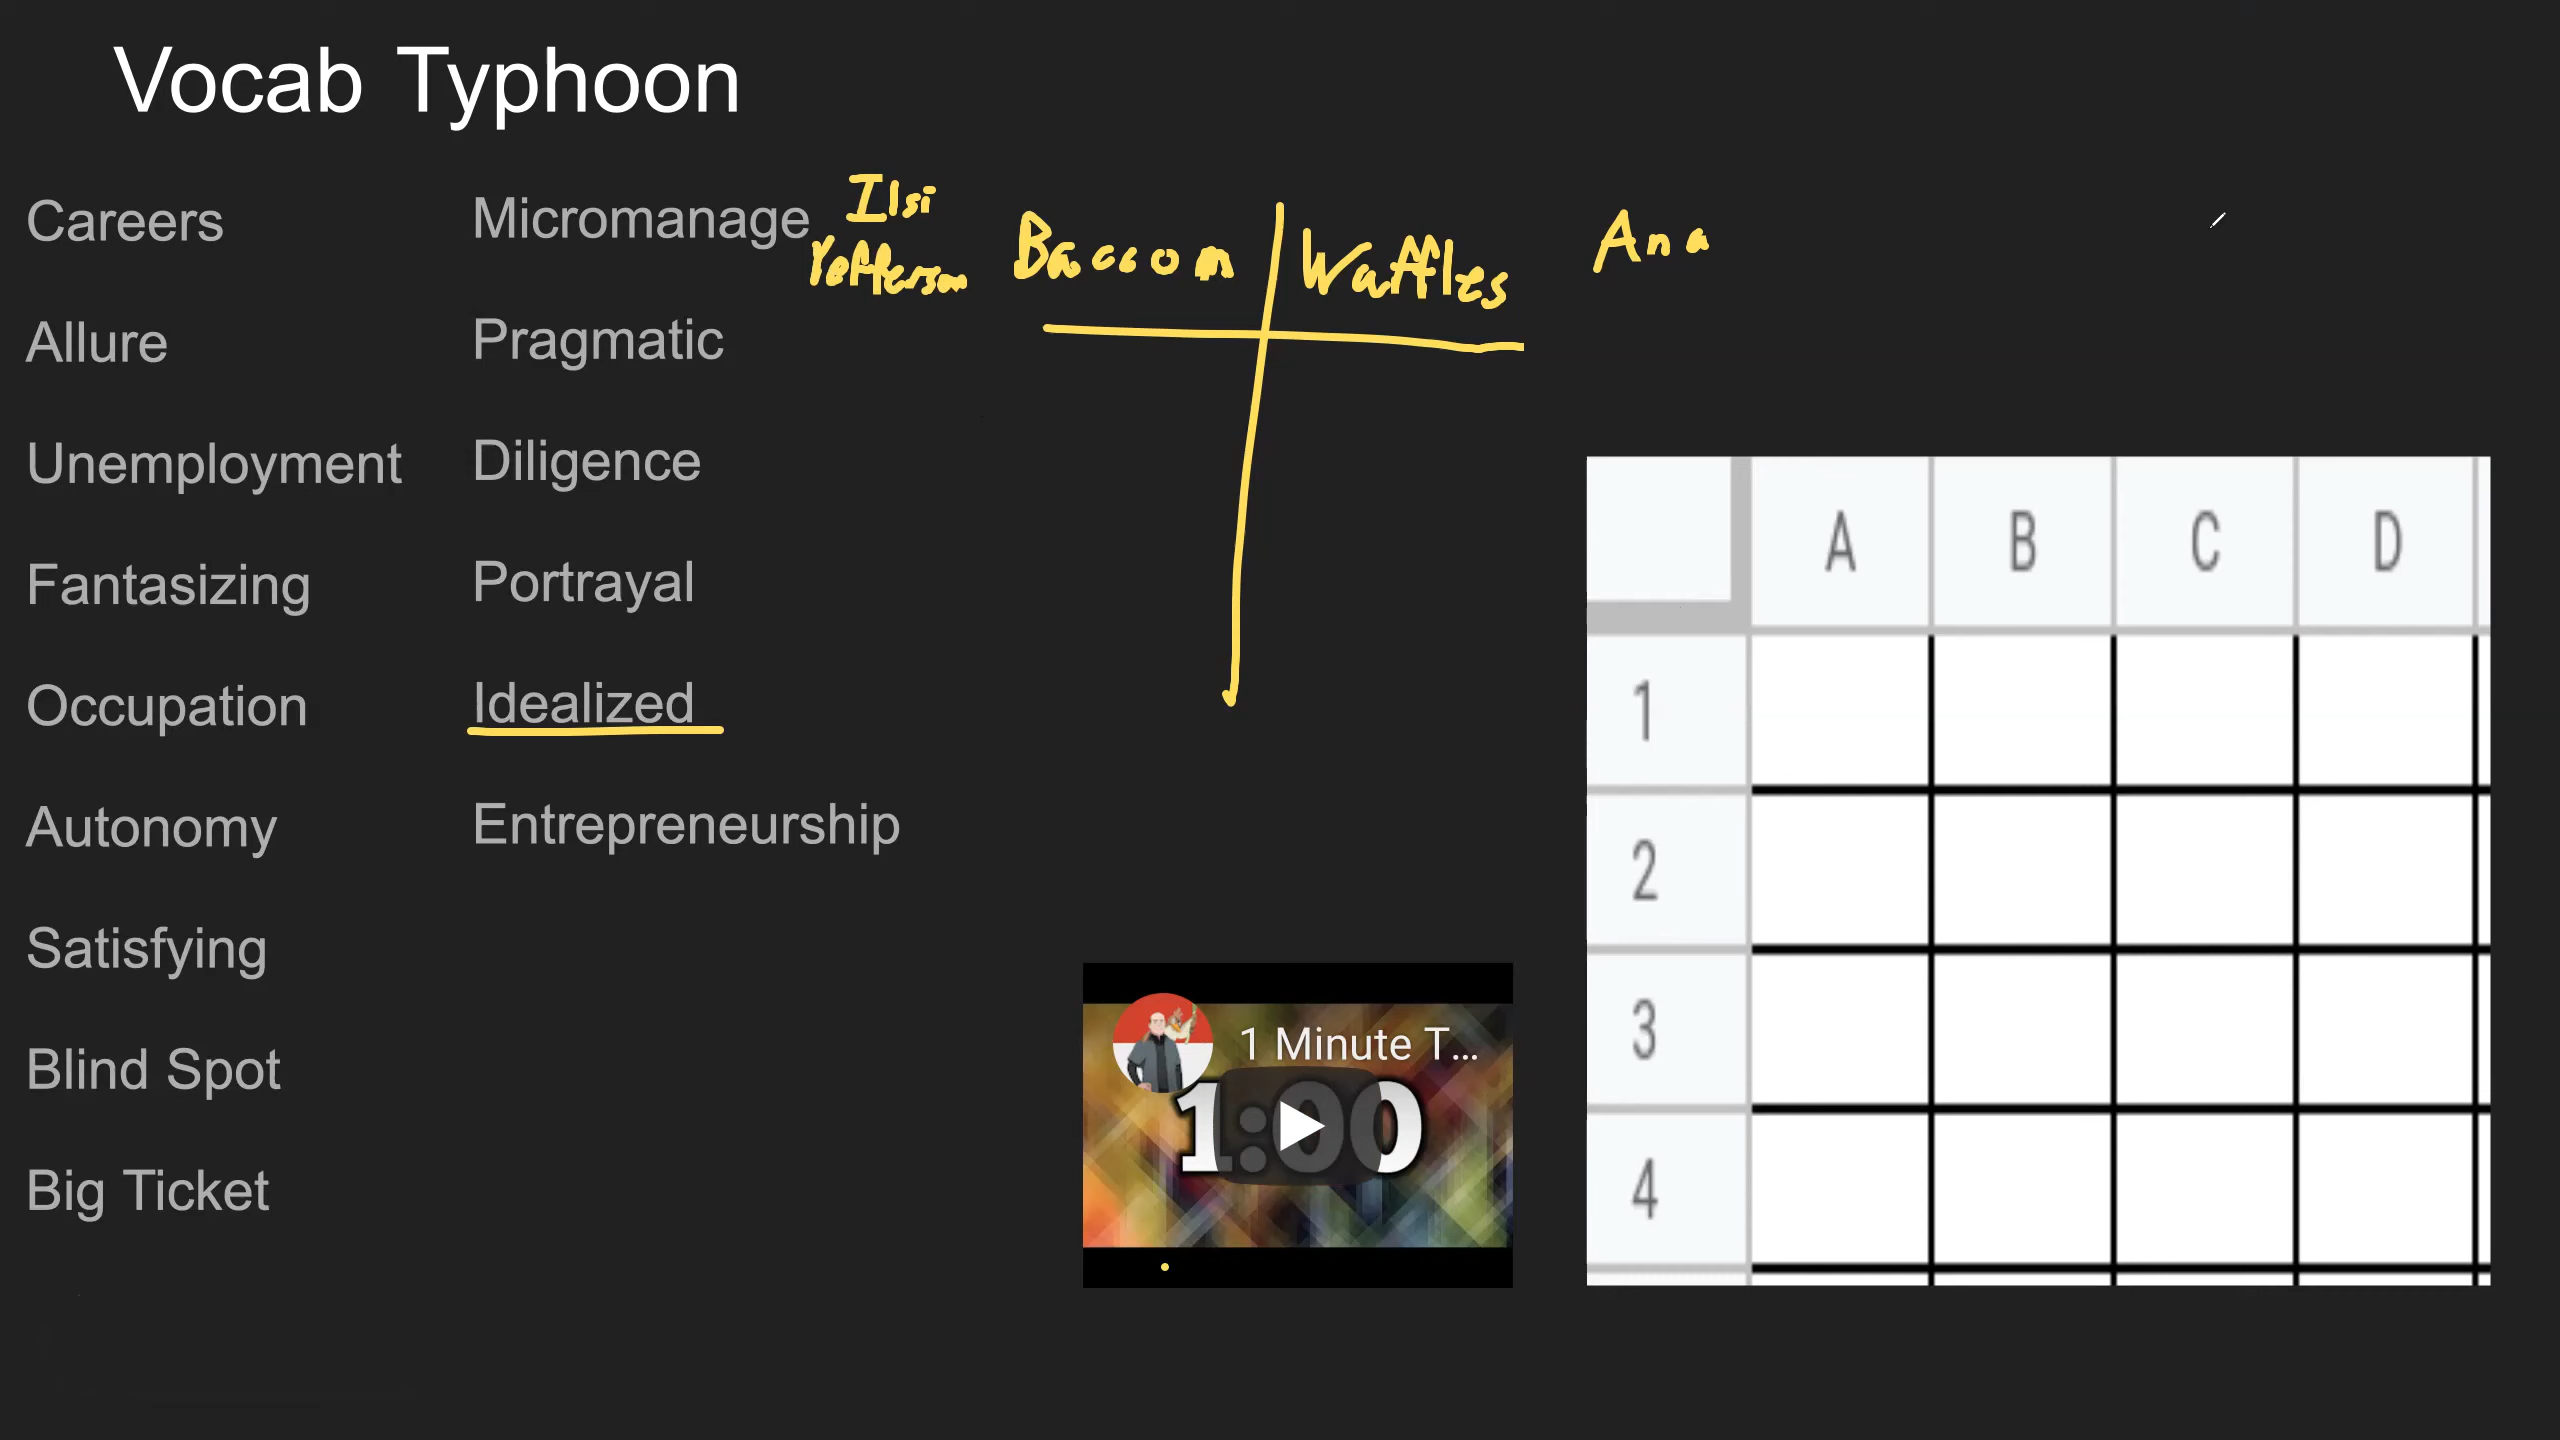 Vocab Typhoon
Careers
Allure
Unemployment
Fantasizing
Occupation
Autonomy
Satisfying
Blind Spot
Big Ticket
Micromanage
Pragmatic
Diligence
Portrayal
Idealized
Entrepreneurship
Ilsi
Yefferson
Baccon
Waffles
Ana
1 Minute T...
1:00
A B C D
1
2
3
4